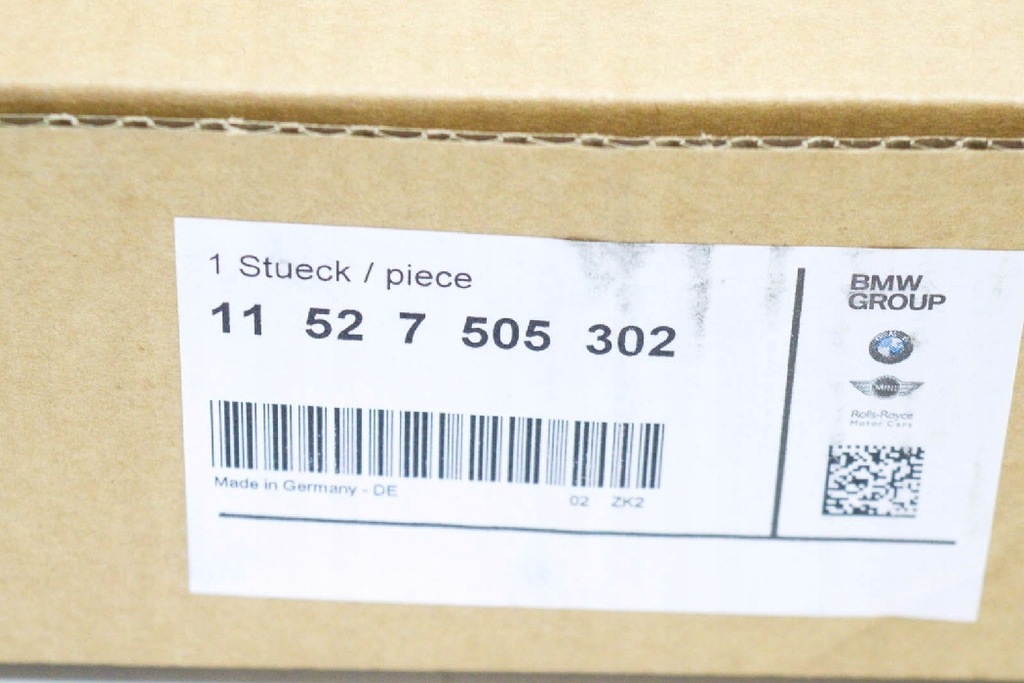 1 Stueck / piece
11 52 7 505 302
Made in Germany - DE
02 ZK2
BMW
GROUP
MINI
Rolls-Royce
Motor Cars